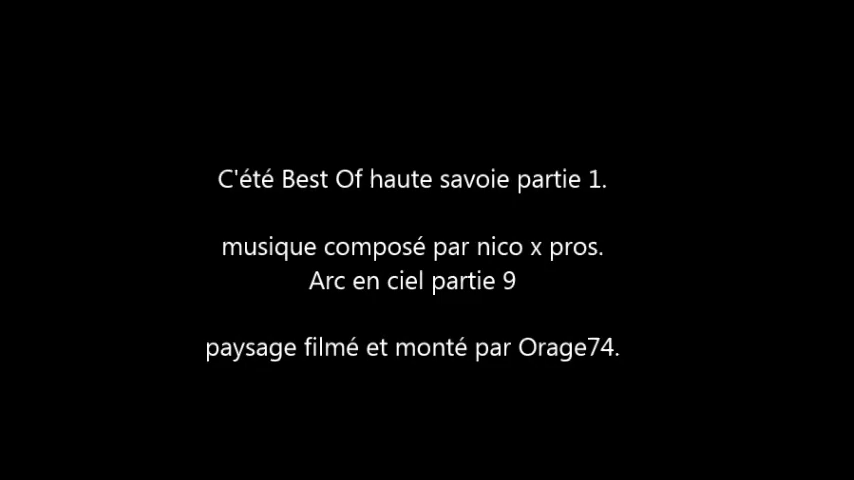 C'été Best Of haute savoie partie 1.
musique composé par nico x pros.
Arc en ciel partie 9
paysage filmé et monté par Orage74.